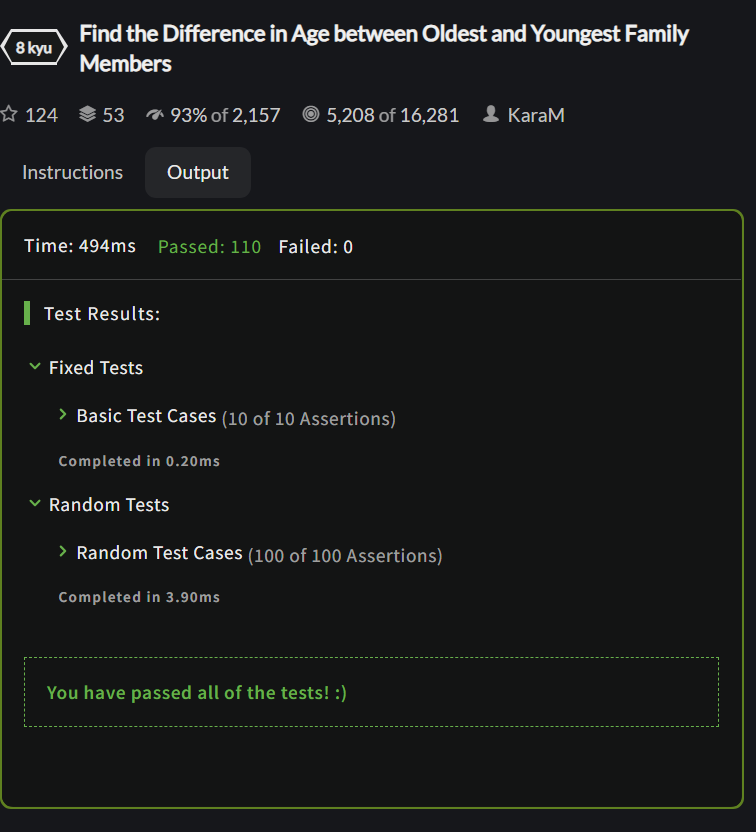 8 kyu
Find the Difference in Age between Oldest and Youngest Family
Members
124 53 93% of 2,157 5,208 of 16,281 KaraM
Instructions Output
Time: 494ms Passed: 110 Failed: 0
Test Results:
Fixed Tests
Basic Test Cases (10 of 10 Assertions)
Completed in 0.20ms
Random Tests
Random Test Cases (100 of 100 Assertions)
Completed in 3.90ms
You have passed all of the tests! :)